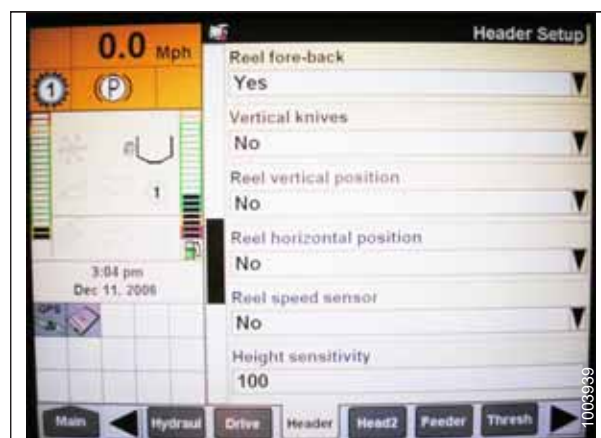 0.0 Mph
1
(P)
1
3:04 pm
Dec 11, 2006
GPS
Header Setup
Reel fore-back
Yes
Vertical knives
No
Reel vertical position
No
Reel horizontal position
No
Reel speed sensor
No
Height sensitivity
100
Main
Hydraul
Drive
Header
Head2
Feeder
Thresh
1003939